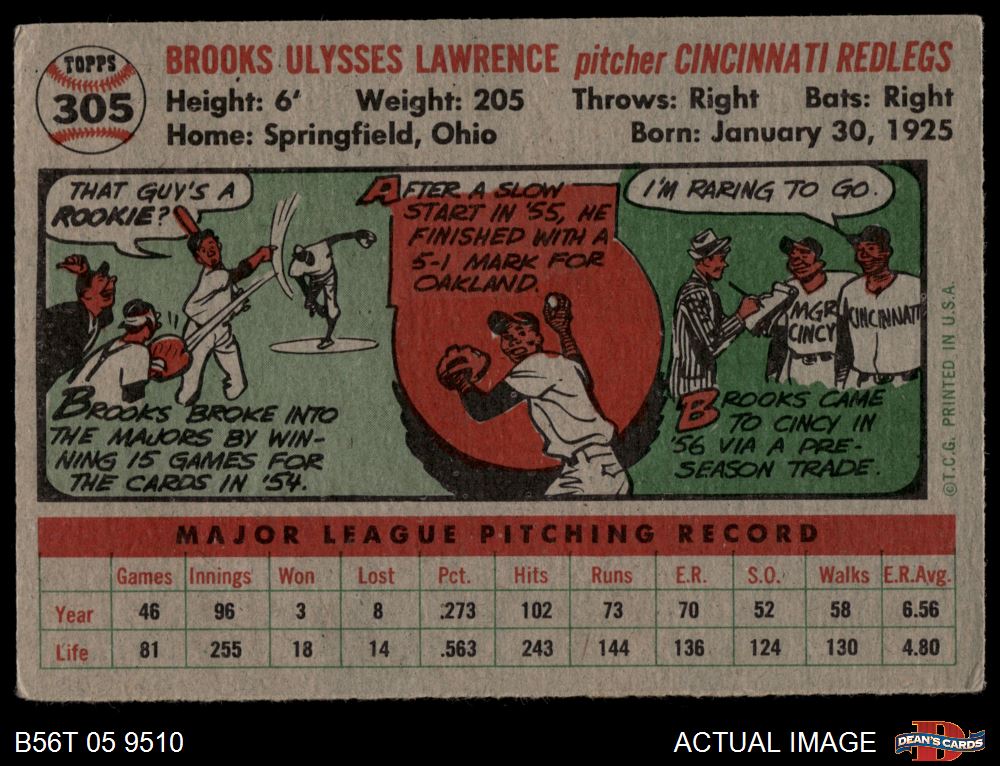 TOPPS
305
BROOKS ULYSSES LAWRENCE pitcher CINCINNATI REDLEGS
Height: 6' Weight: 205 Throws: Right Bats: Right
Home: Springfield, Ohio Born: January 30, 1925
THAT GUY'S A
ROOKIE?
BROOKS BROKE INTO
THE MAJORS BY WIN-
NING 15 GAMES FOR
THE CARDS IN '54.
AFTER A SLOW
START IN '55, HE
FINISHED WITH A
5-1 MARK FOR
OAKLAND.
I'M RARING TO GO.
MGR
CINCY
CINCINNATI
BROOKS CAME
TO CINCY IN
'56 VIA A PRE-
SEASON TRADE.
©T.C.G. PRINTED IN U.S.A.
MAJOR LEAGUE PITCHING RECORD
Games Innings Won Lost Pct. Hits Runs E.R. S.O. Walks E.R.Avg.
Year 46 96 3 8 .273 102 73 70 52 58 6.56
Life 81 255 18 14 .563 243 144 136 124 130 4.80
B56T 05 9510
ACTUAL IMAGE
DEAN'S CARDS